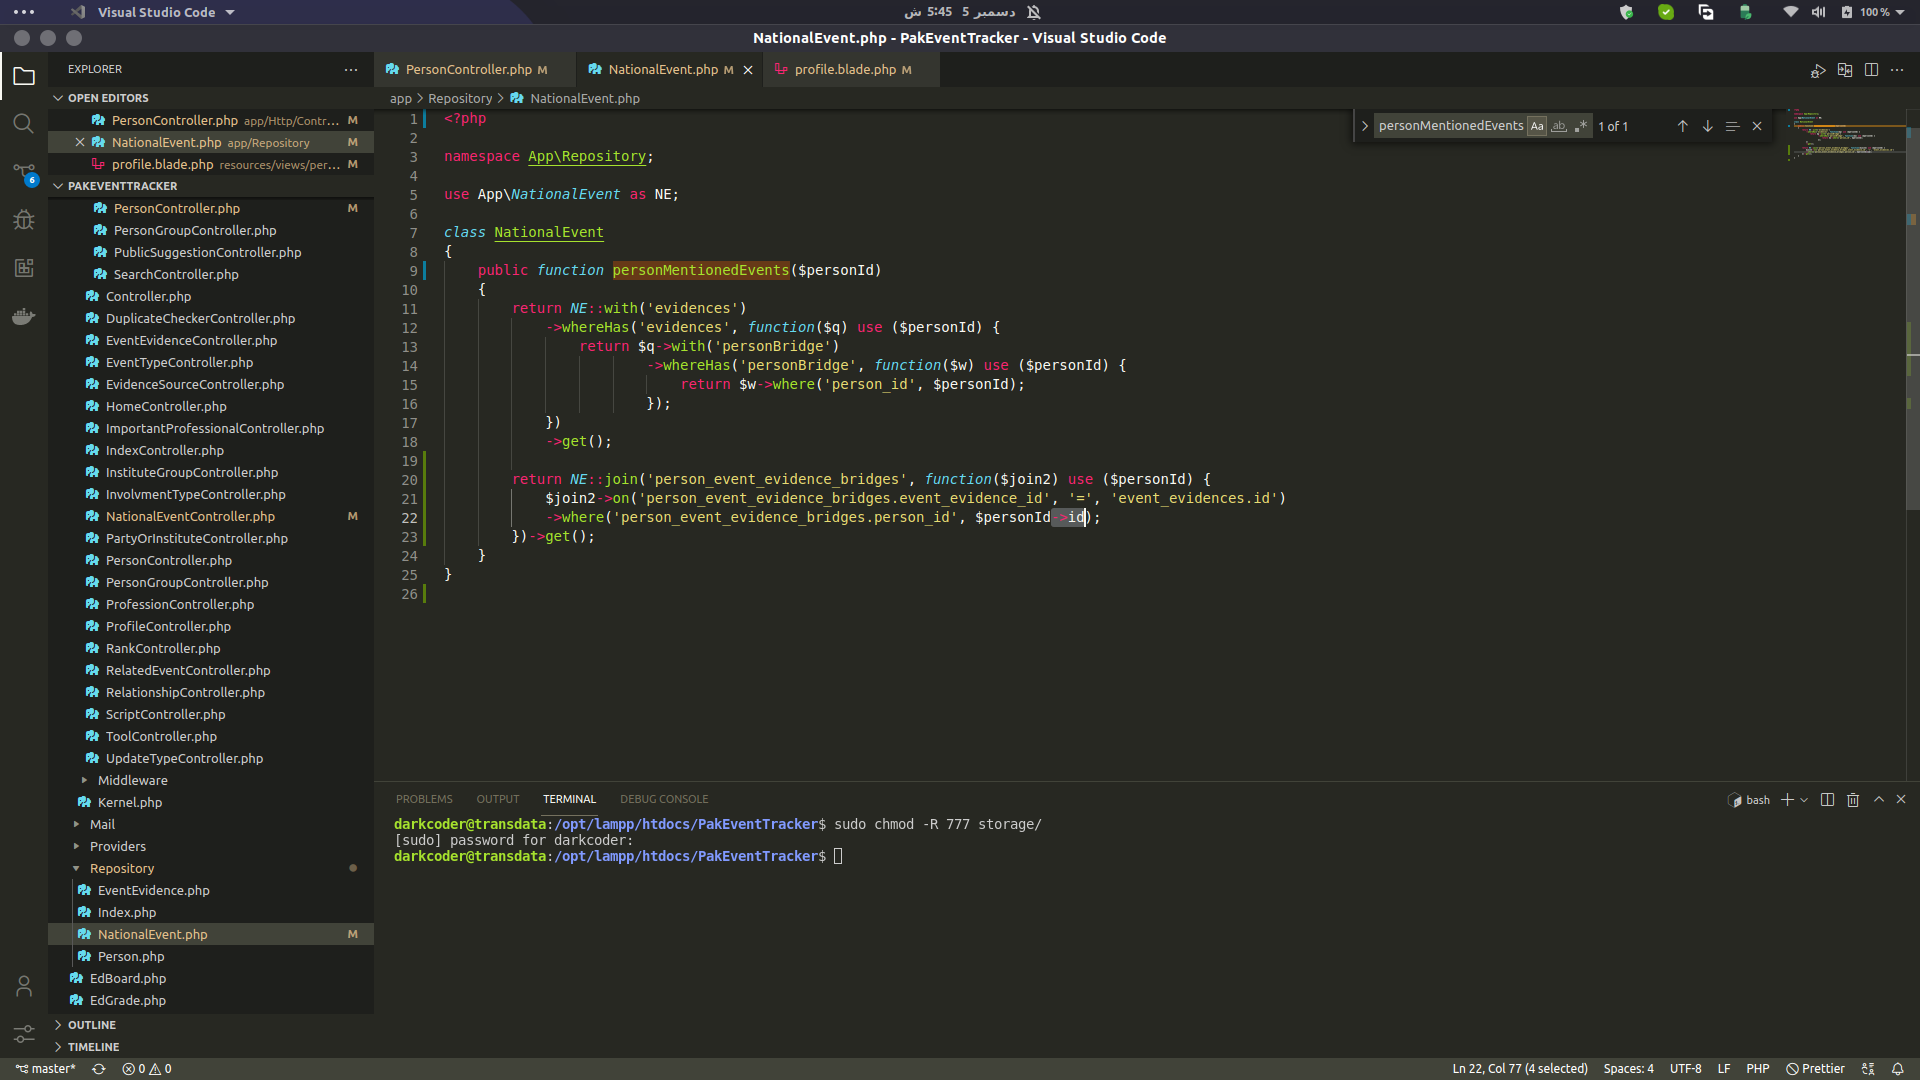 Visual Studio Code
5:45 ش
دسمبر 5
100 %
NationalEvent.php - PakEventTracker - Visual Studio Code
EXPLORER
OPEN EDITORS
PersonController.php app/Http/Contr... M
NationalEvent.php app/Repository M
profile.blade.php resources/views/per... M
PAKEVENTTRACKER
PersonController.php M
PersonGroupController.php
PublicSuggestionController.php
SearchController.php
Controller.php
DuplicateCheckerController.php
EventEvidenceController.php
EventTypeController.php
EvidenceSourceController.php
HomeController.php
ImportantProfessionalController.php
IndexController.php
InstituteGroupController.php
InvolvmentTypeController.php
NationalEventController.php M
PartyOrInstituteController.php
PersonController.php
PersonGroupController.php
ProfessionController.php
ProfileController.php
RankController.php
RelatedEventController.php
RelationshipController.php
ScriptController.php
ToolController.php
UpdateTypeController.php
Middleware
Kernel.php
Mail
Providers
Repository
EventEvidence.php
Index.php
NationalEvent.php M
Person.php
EdBoard.php
EdGrade.php
OUTLINE
TIMELINE
6
PersonController.php M
NationalEvent.php M
profile.blade.php M
app > Repository > NationalEvent.php
personMentionedEvents Aa ab .* 1 of 1
1 <?php
2
3 namespace App\Repository;
4
5 use App\NationalEvent as NE;
6
7 class NationalEvent
8 {
9 public function personMentionedEvents($personId)
10 {
11 return NE::with('evidences')
12 ->whereHas('evidences', function($q) use ($personId) {
13 return $q->with('personBridge')
14 ->whereHas('personBridge', function($w) use ($personId) {
15 return $w->where('person_id', $personId);
16 });
17 })
18 ->get();
19
20 return NE::join('person_event_evidence_bridges', function($join2) use ($personId) {
21 $join2->on('person_event_evidence_bridges.event_evidence_id', '=', 'event_evidences.id')
22 ->where('person_event_evidence_bridges.person_id', $personId->id);
23 })->get();
24 }
25 }
26
PROBLEMS OUTPUT TERMINAL DEBUG CONSOLE
bash
darkcoder@transdata:/opt/lampp/htdocs/PakEventTracker$ sudo chmod -R 777 storage/
[sudo] password for darkcoder:
darkcoder@transdata:/opt/lampp/htdocs/PakEventTracker$
master* 0 0
Ln 22, Col 77 (4 selected) Spaces: 4 UTF-8 LF PHP Prettier